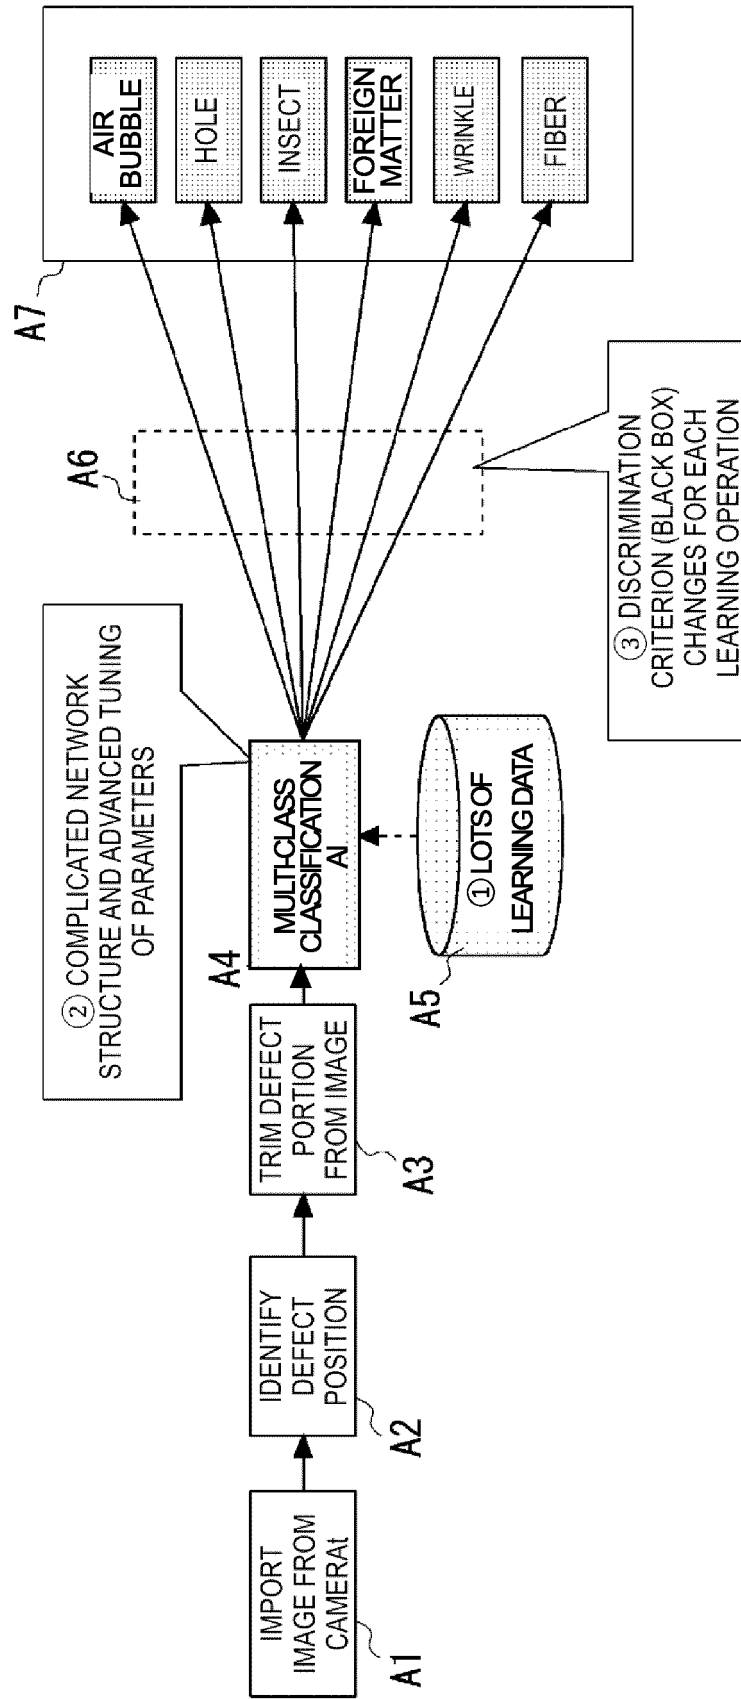 IMPORT
IMAGE FROM
CAMERAt
A1
IDENTIFY
DEFECT
POSITION
A2
TRIM DEFECT
PORTION
FROM IMAGE
A3
② COMPLICATED NETWORK
STRUCTURE AND ADVANCED TUNING
OF PARAMETERS
A4
MULTI-CLASS
CLASSIFICATION
AI
① LOTS OF
LEARNING DATA
A5
A6
③ DISCRIMINATION
CRITERION (BLACK BOX)
CHANGES FOR EACH
LEARNING OPERATION
A7
AIR
BUBBLE
HOLE
INSECT
FOREIGN
MATTER
WRINKLE
FIBER